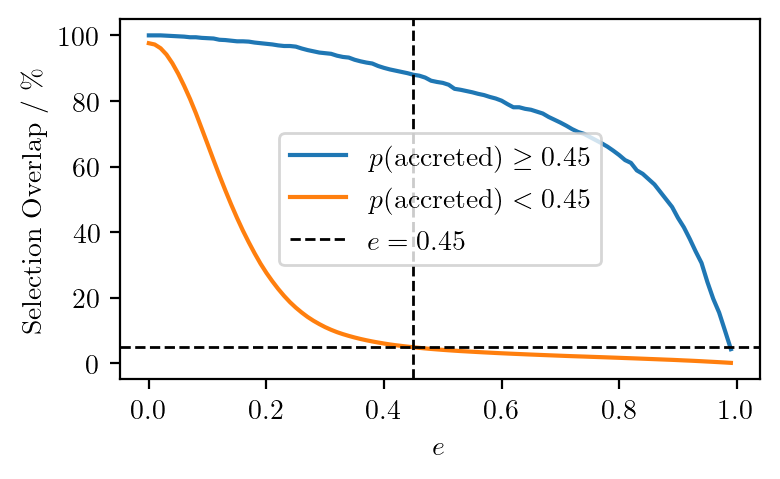 100
80
60
40
20
0
Selection Overlap / %
p(accreted) ≥ 0.45
p(accreted) < 0.45
e = 0.45
0.0 0.2 0.4 0.6 0.8 1.0
e